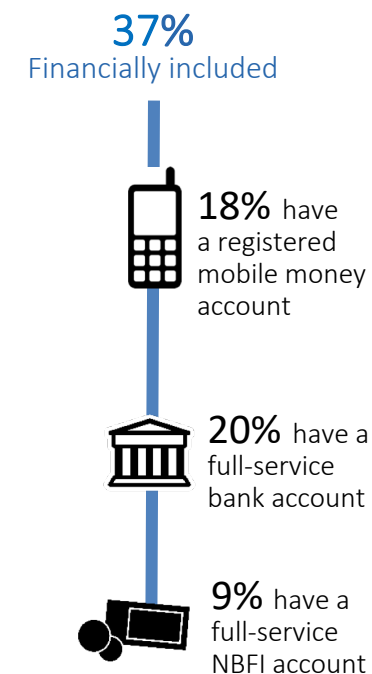 37%
Financially included
18% have
a registered
mobile money
account
20% have a
full-service
bank account
9% have a
full-service
NBFI account